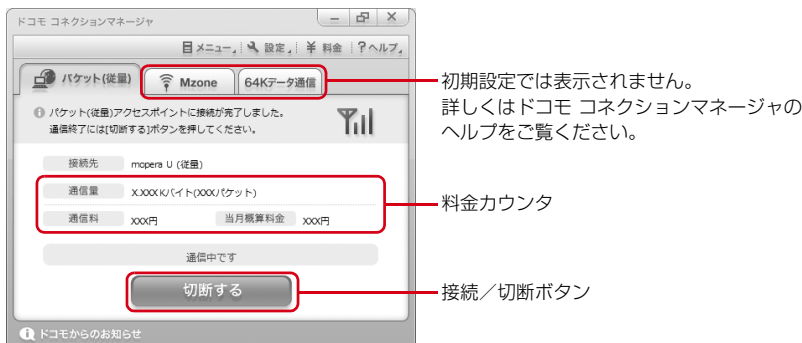 ドコモ コネクションマネージャ
メニュー 設定 料金 ?ヘルプ
パケット(従量) Mzone 64Kデータ通信
初期設定では表示されません。
詳しくはドコモ コネクションマネージャの
ヘルプをご覧ください。
パケット(従量)アクセスポイントに接続が完了しました。
通信終了には[切断する]ボタンを押してください。
接続先 mopera U (従量)
通信量 X.XXX Kバイト(XXXパケット)
通信料 XXX円 当月概算料金 XXX円
料金カウンタ
通信中です
切断する
接続/切断ボタン
ドコモからのお知らせ